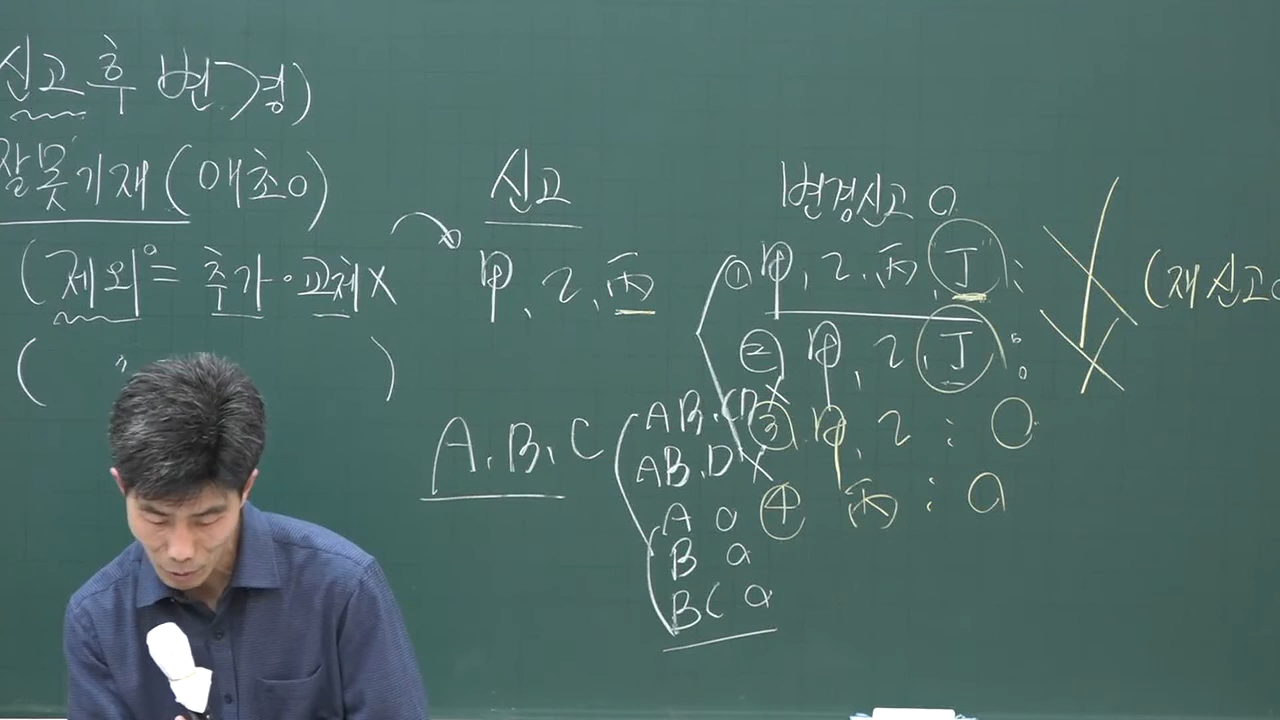 신고 후 변경)
잘못기재(애초o)
(제외 = 추가·교체X
( )
신고
甲, 乙, 丙
A, B, C
변경신고 o
① 甲, 乙, 丙, 丁 : X
② 甲, 乙, 丁 : X
③ 甲, 乙 : O
④ 丙 : O
(재신고o
AB.CD X
AB.D X
A o
B o
BC o